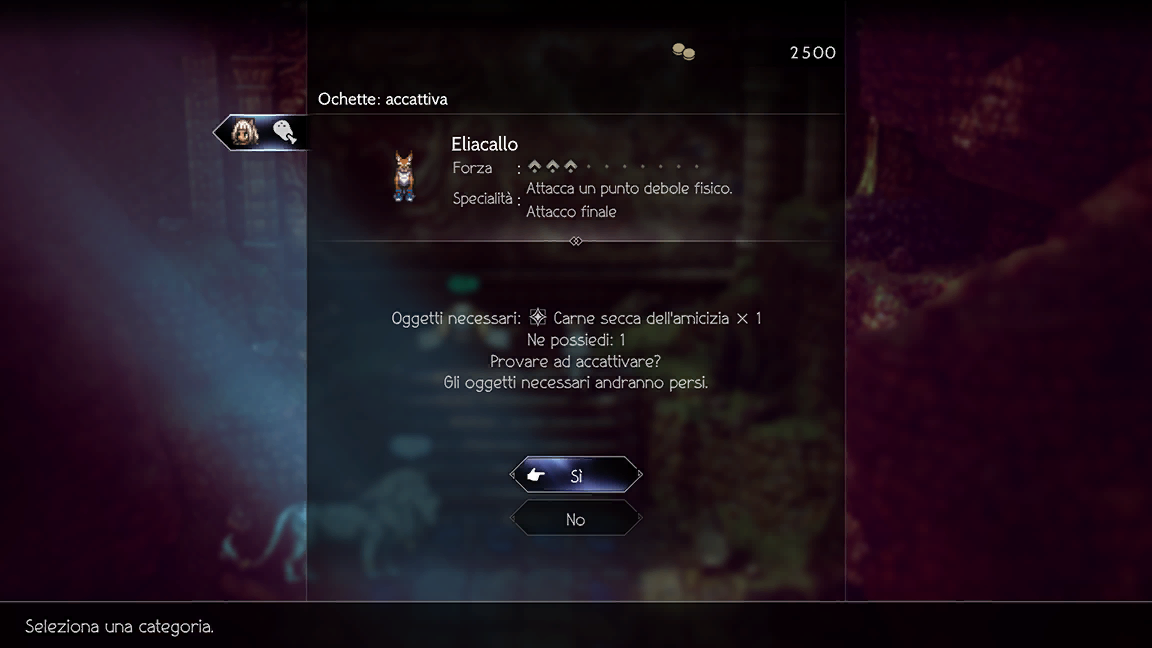 2500
Ochette: accattiva
Eliacallo
Forza :
Specialità : Attacca un punto debole fisico.
Attacco finale
Oggetti necessari: Carne secca dell'amicizia × 1
Ne possiedi: 1
Provare ad accattivare?
Gli oggetti necessari andranno persi.
Sì
No
Seleziona una categoria.